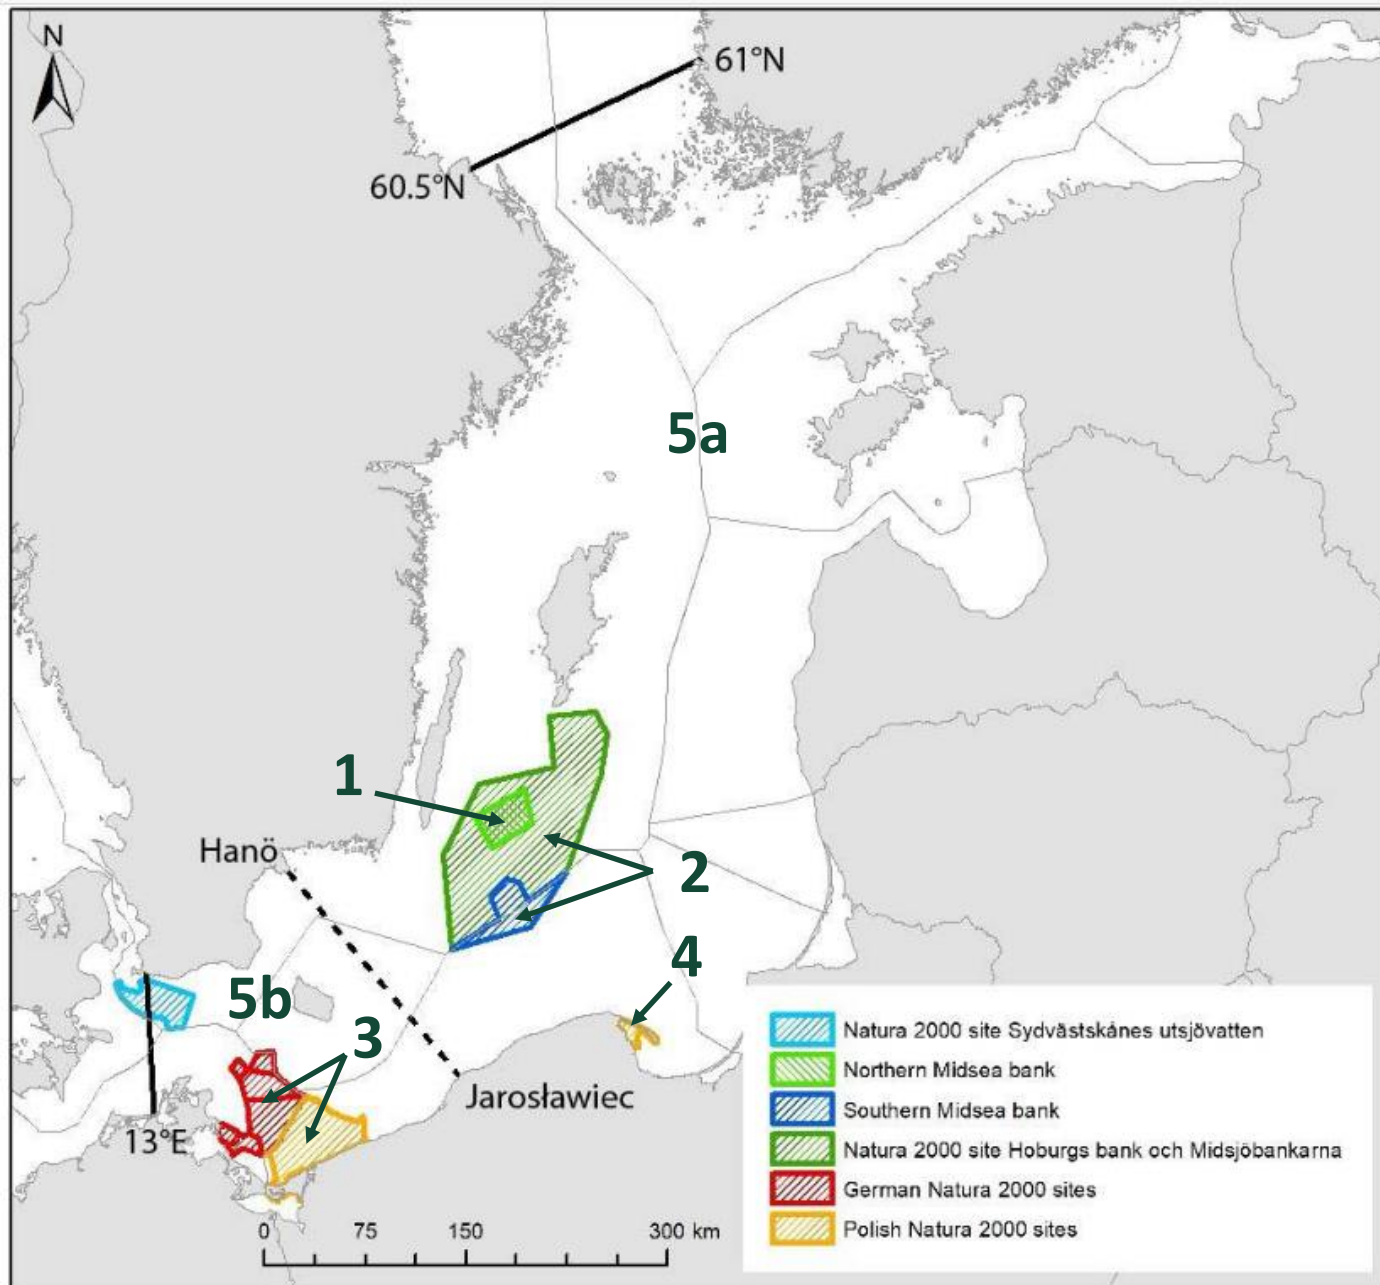 N
61°N
60.5°N
5a
1
Hanö
2
4
5b
3
Jarosławiec
13°E
0 75 150 300 km
Natura 2000 site Sydvästskånes utsjövatten
Northern Midsea bank
Southern Midsea bank
Natura 2000 site Hoburgs bank och Midsjöbankarna
German Natura 2000 sites
Polish Natura 2000 sites